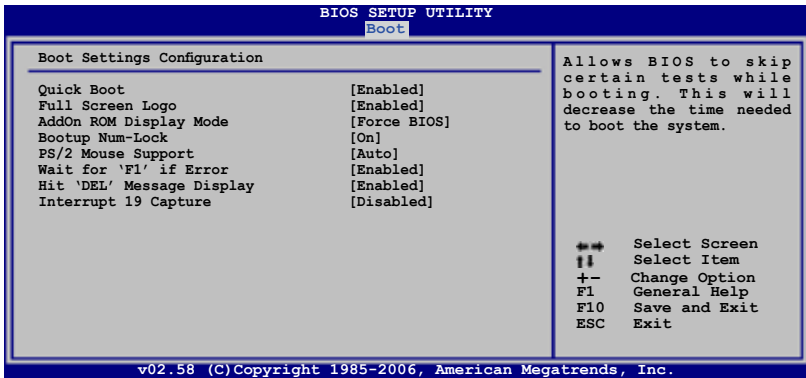 BIOS SETUP UTILITY
Boot
Boot Settings Configuration
Quick Boot [Enabled]
Full Screen Logo [Enabled]
AddOn ROM Display Mode [Force BIOS]
Bootup Num-Lock [On]
PS/2 Mouse Support [Auto]
Wait for ‘F1’ if Error [Enabled]
Hit ‘DEL’ Message Display [Enabled]
Interrupt 19 Capture [Disabled]
Allows BIOS to skip
certain tests while
booting. This will
decrease the time needed
to boot the system.
←→ Select Screen
↑↓ Select Item
+- Change Option
F1 General Help
F10 Save and Exit
ESC Exit
v02.58 (C)Copyright 1985-2006, American Megatrends, Inc.